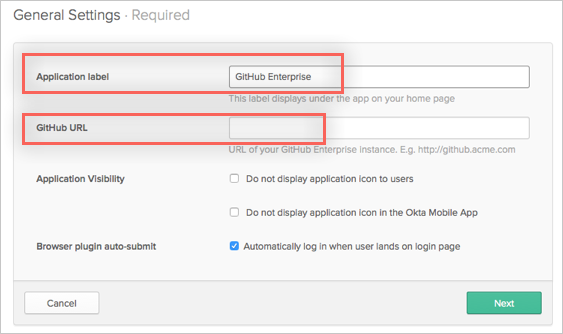 General Settings · Required
Application label
GitHub Enterprise
This label displays under the app on your home page
GitHub URL
URL of your GitHub Enterprise instance. E.g. http://github.acme.com
Application Visibility
Do not display application icon to users
Do not display application icon in the Okta Mobile App
Browser plugin auto-submit
Automatically log in when user lands on login page
Cancel
Next